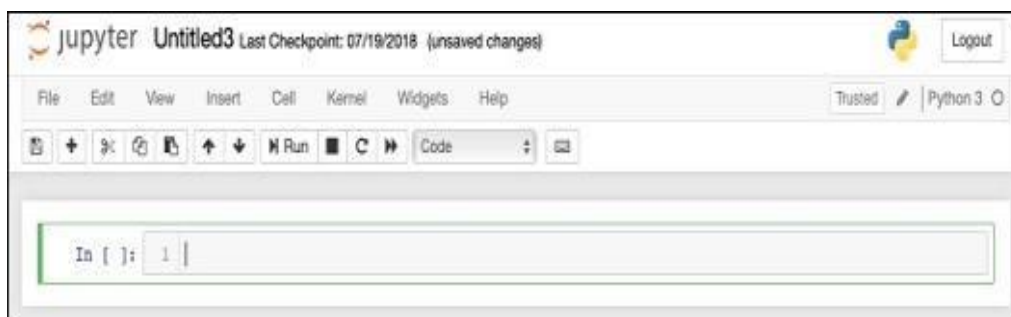 jupyter Untitled3 Last Checkpoint: 07/19/2018 (unsaved changes) Logout
File Edit View Insert Cell Kernel Widgets Help Trusted Python 3
Run Code
In [ ]: 1